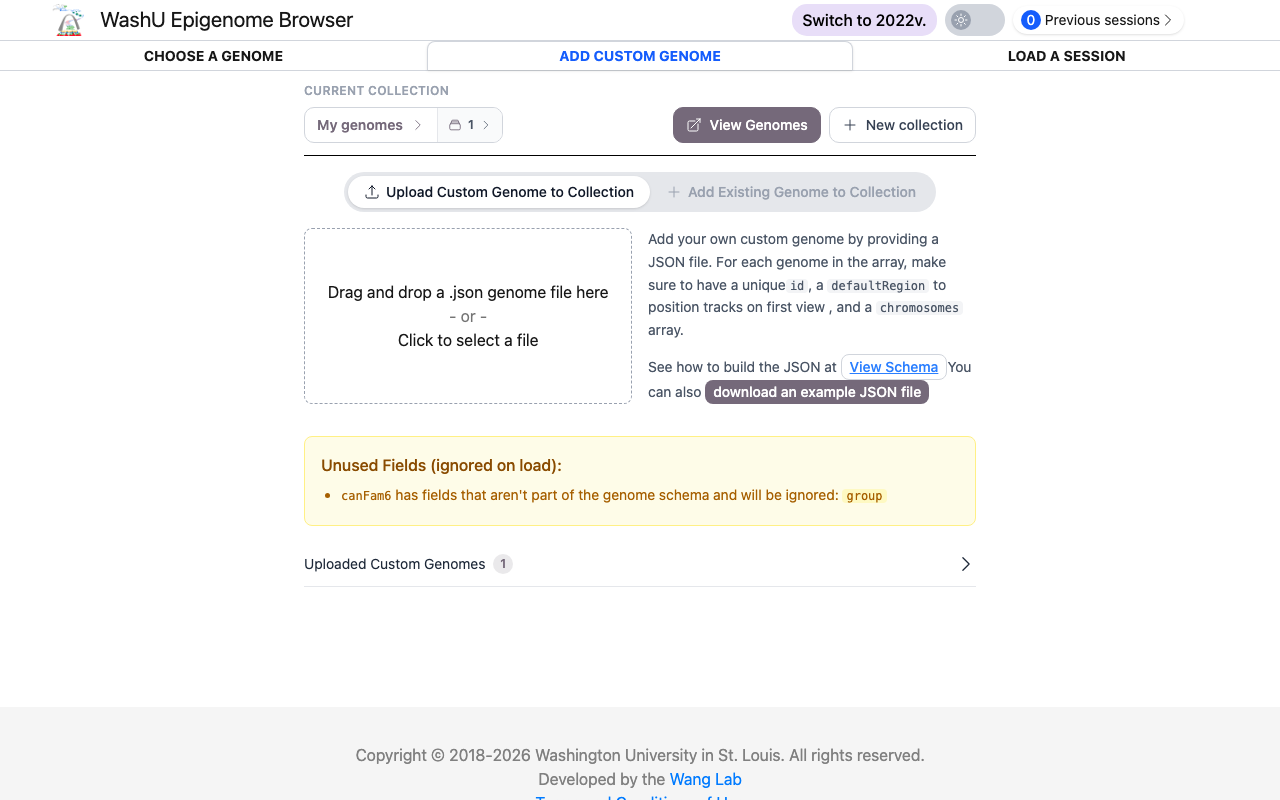 WashU Epigenome Browser
Switch to 2022v.
0 Previous sessions
CHOOSE A GENOME
ADD CUSTOM GENOME
LOAD A SESSION
CURRENT COLLECTION
My genomes
1
View Genomes
New collection
Upload Custom Genome to Collection
Add Existing Genome to Collection
Drag and drop a .json genome file here
- or -
Click to select a file
Add your own custom genome by providing a
JSON file. For each genome in the array, make
sure to have a unique id , a defaultRegion to
position tracks on first view , and a chromosomes
array.
See how to build the JSON at View Schema You
can also download an example JSON file
Unused Fields (ignored on load):
• canFam6 has fields that aren't part of the genome schema and will be ignored: group
Uploaded Custom Genomes 1
Copyright © 2018-2026 Washington University in St. Louis. All rights reserved.
Developed by the Wang Lab